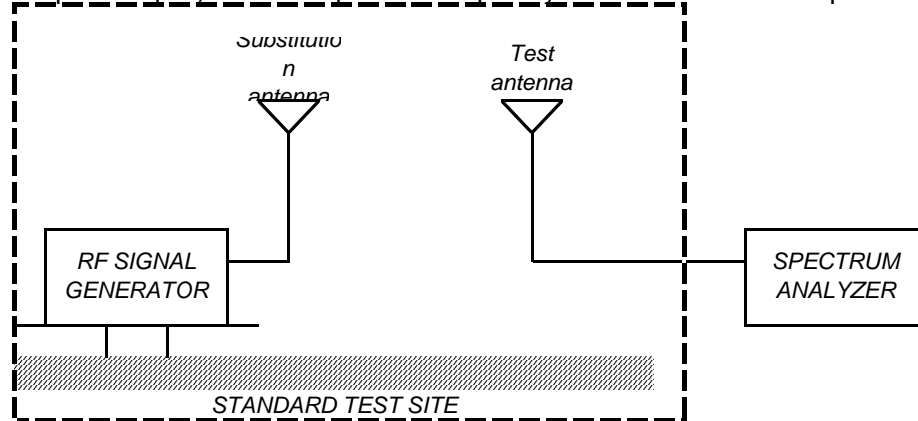 Substitutio
n
antenna
Test
antenna
RF SIGNAL
GENERATOR
SPECTRUM
ANALYZER
STANDARD TEST SITE